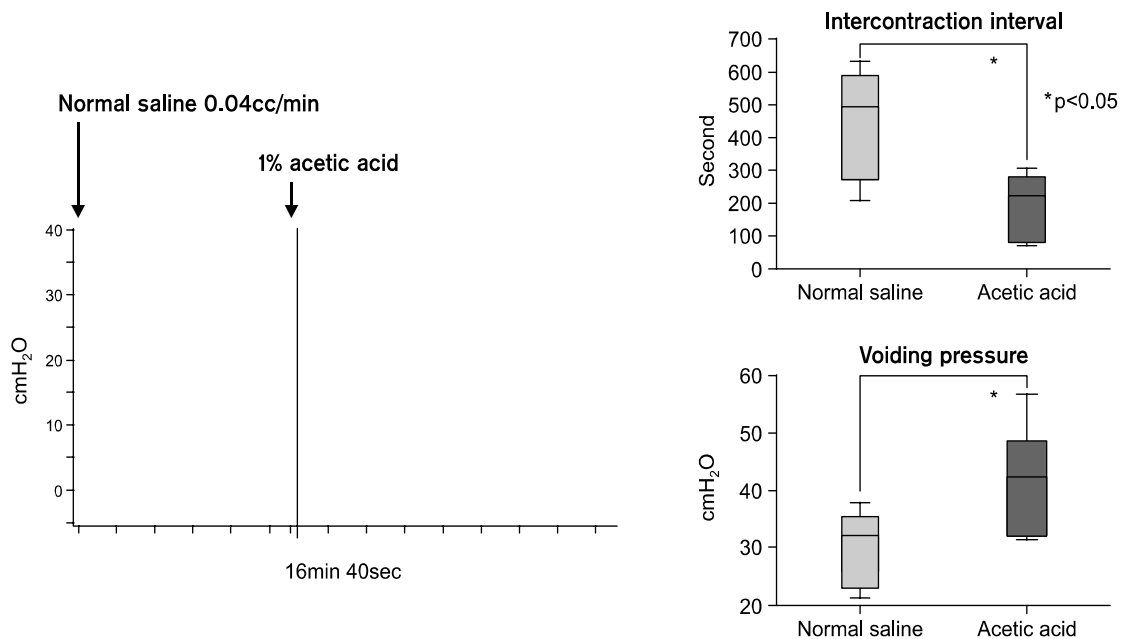 Normal saline 0.04cc/min
1% acetic acid
40
30
20
10
0
cmH₂O
16min 40sec
Intercontraction interval
700
600
500
400
300
200
100
0
Second
*
*p<0.05
Normal saline
Acetic acid
Voiding pressure
60
50
40
30
20
cmH₂O
*
Normal saline
Acetic acid